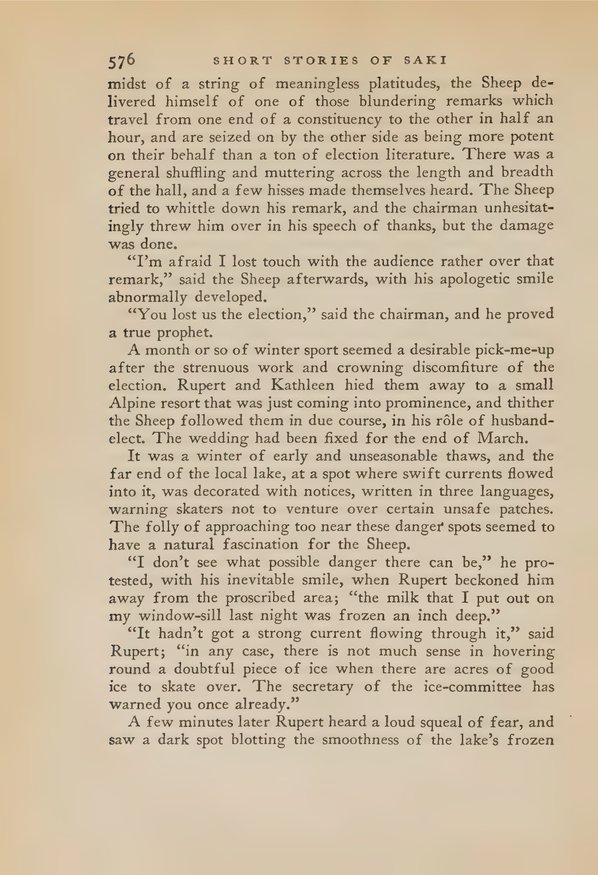 576 SHORT STORIES OF SAKI
midst of a string of meaningless platitudes, the Sheep de-
livered himself of one of those blundering remarks which
travel from one end of a constituency to the other in half an
hour, and are seized on by the other side as being more potent
on their behalf than a ton of election literature. There was a
general shuffling and muttering across the length and breadth
of the hall, and a few hisses made themselves heard. The Sheep
tried to whittle down his remark, and the chairman unhesitat-
ingly threw him over in his speech of thanks, but the damage
was done.
“I’m afraid I lost touch with the audience rather over that
remark,” said the Sheep afterwards, with his apologetic smile
abnormally developed.
“You lost us the election,” said the chairman, and he proved
a true prophet.
A month or so of winter sport seemed a desirable pick-me-up
after the strenuous work and crowning discomfiture of the
election. Rupert and Kathleen hied them away to a small
Alpine resort that was just coming into prominence, and thither
the Sheep followed them in due course, in his rôle of husband-
elect. The wedding had been fixed for the end of March.
It was a winter of early and unseasonable thaws, and the
far end of the local lake, at a spot where swift currents flowed
into it, was decorated with notices, written in three languages,
warning skaters not to venture over certain unsafe patches.
The folly of approaching too near these danger spots seemed to
have a natural fascination for the Sheep.
“I don’t see what possible danger there can be,” he pro-
tested, with his inevitable smile, when Rupert beckoned him
away from the proscribed area; “the milk that I put out on
my window-sill last night was frozen an inch deep.”
“It hadn’t got a strong current flowing through it,” said
Rupert; “in any case, there is not much sense in hovering
round a doubtful piece of ice when there are acres of good
ice to skate over. The secretary of the ice-committee has
warned you once already.”
A few minutes later Rupert heard a loud squeal of fear, and
saw a dark spot blotting the smoothness of the lake’s frozen